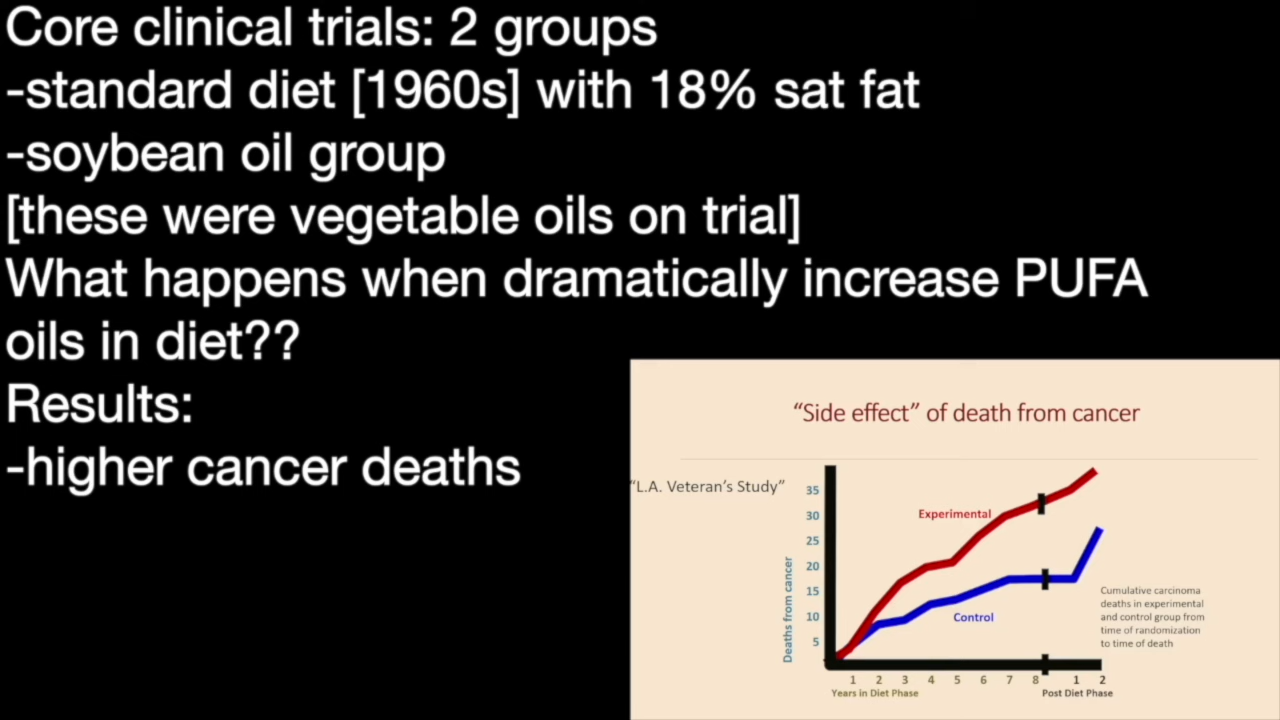 Core clinical trials: 2 groups
-standard diet [1960s] with 18% sat fat
-soybean oil group
[these were vegetable oils on trial]
What happens when dramatically increase PUFA
oils in diet??
Results:
-higher cancer deaths
“Side effect” of death from cancer
“L.A. Veteran’s Study”
Deaths from cancer
35
30
25
20
15
10
5
Experimental
Control
Cumulative carcinoma
deaths in experimental
and control group from
time of randomization
to time of death
1 2 3 4 5 6 7 8 1 2
Years in Diet Phase Post Diet Phase